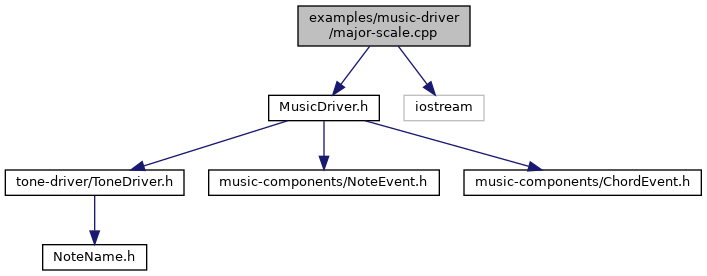 examples/music-driver
/major-scale.cpp
MusicDriver.h
iostream
tone-driver/ToneDriver.h
music-components/NoteEvent.h
music-components/ChordEvent.h
NoteName.h